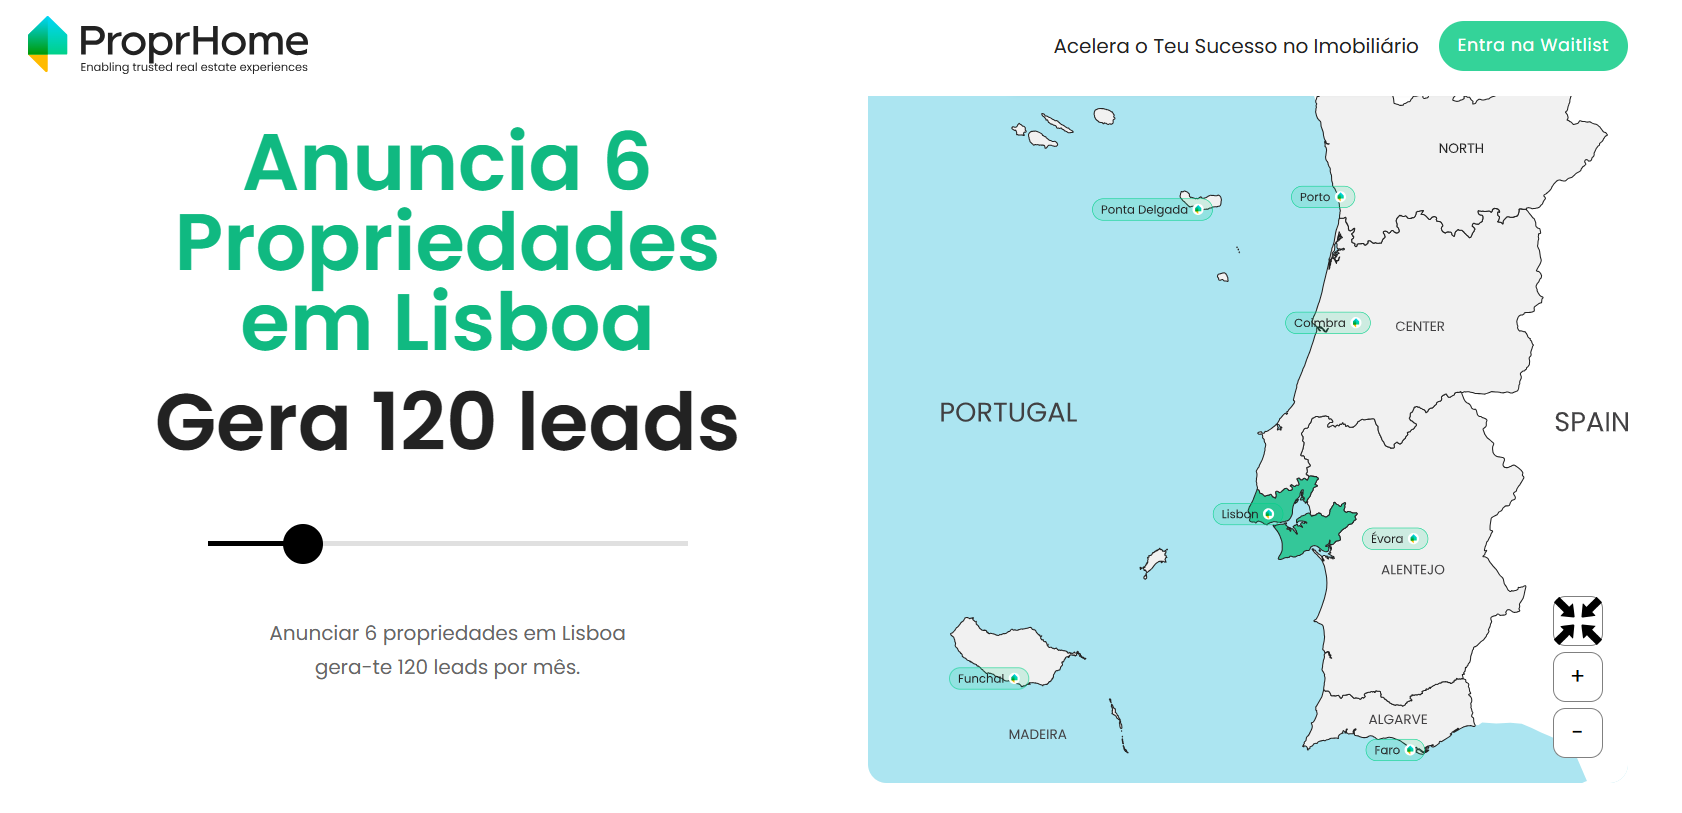 ProprHome
Enabling trusted real estate experiences
Acelera o Teu Sucesso no Imobiliário
Entra na Waitlist
Anuncia 6
Propriedades
em Lisboa
Gera 120 leads
Anunciar 6 propriedades em Lisboa
gera-te 120 leads por mês.
NORTH
Porto
Ponta Delgada
Coimbra
CENTER
PORTUGAL
SPAIN
Lisbon
Évora
ALENTEJO
Funchal
MADEIRA
ALGARVE
Faro
+
-